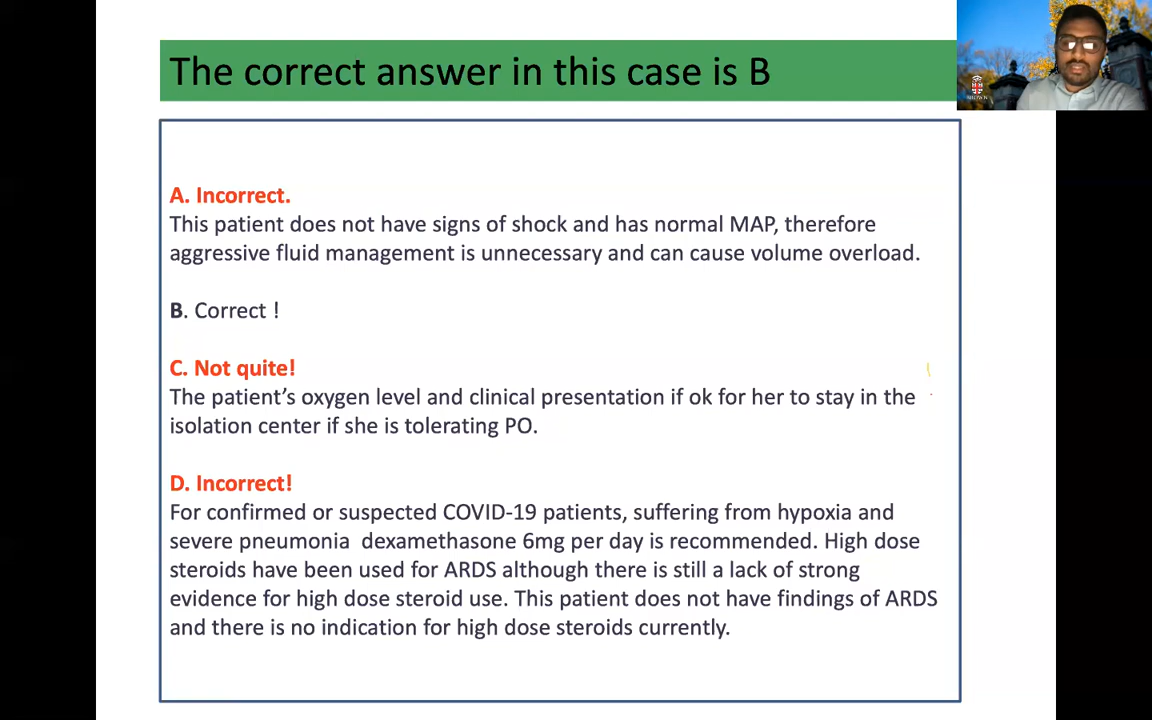 The correct answer in this case is B
A. Incorrect.
This patient does not have signs of shock and has normal MAP, therefore
aggressive fluid management is unnecessary and can cause volume overload.
B. Correct !
C. Not quite!
The patient’s oxygen level and clinical presentation if ok for her to stay in the
isolation center if she is tolerating PO.
D. Incorrect!
For confirmed or suspected COVID-19 patients, suffering from hypoxia and
severe pneumonia  dexamethasone 6mg per day is recommended. High dose
steroids have been used for ARDS although there is still a lack of strong
evidence for high dose steroid use. This patient does not have findings of ARDS
and there is no indication for high dose steroids currently.